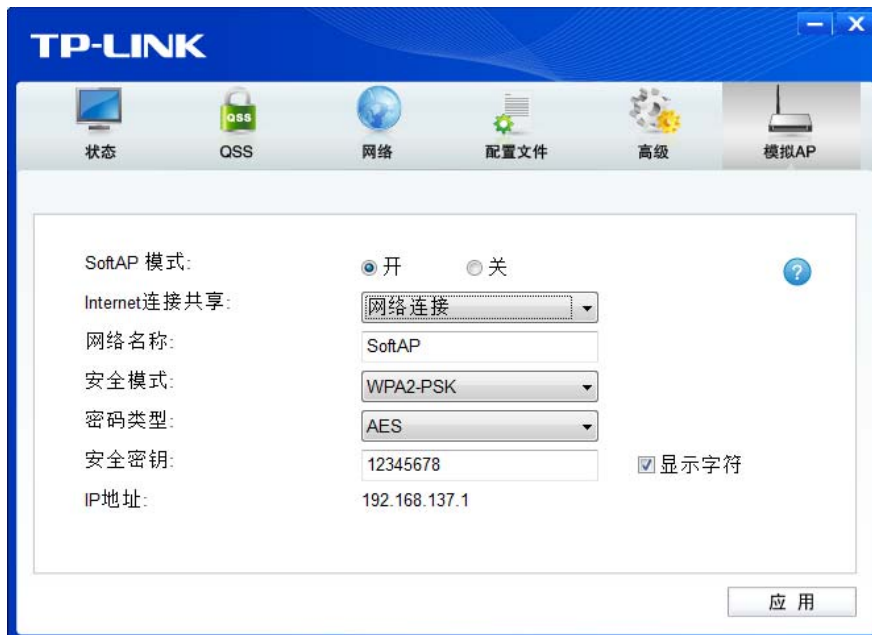 TP-LINK
状态 QSS 网络 配置文件 高级 模拟AP
SoftAP 模式: 开 关
Internet连接共享: 网络连接
网络名称: SoftAP
安全模式: WPA2-PSK
密码类型: AES
安全密钥: 12345678 显示字符
IP地址: 192.168.137.1
应 用